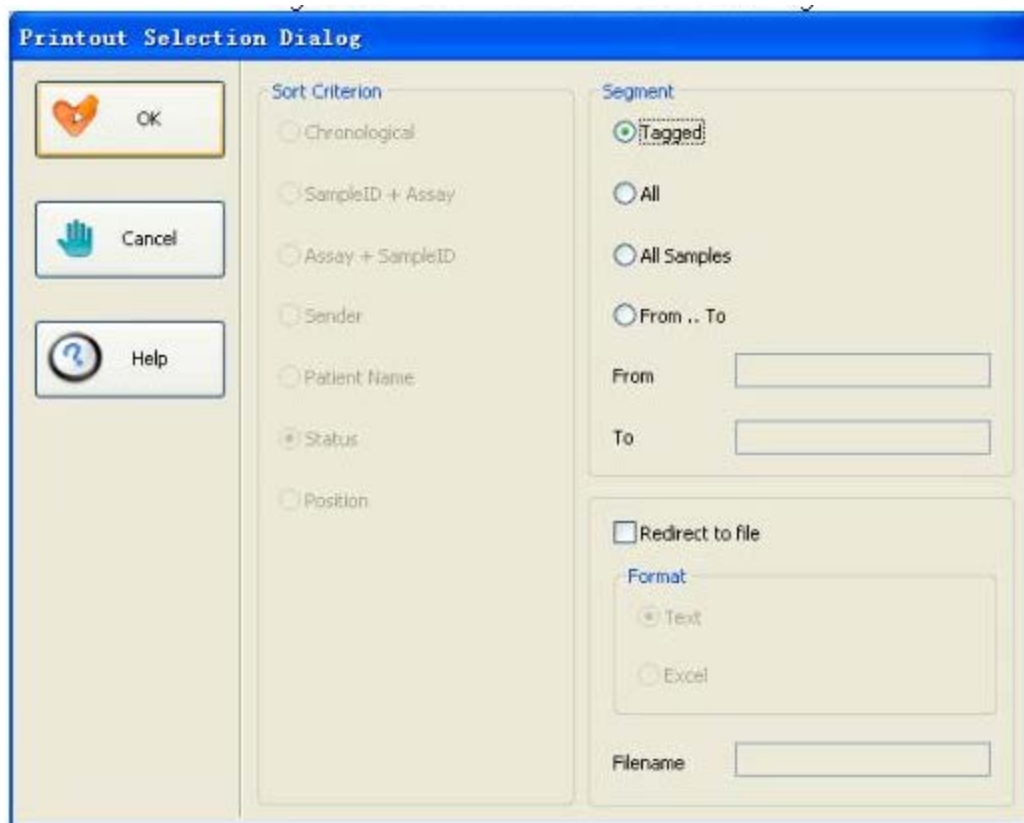 Printout Selection Dialog
OK
Cancel
Help
Sort Criterion
Chronological
SampleID + Assay
Assay + SampleID
Sender
Patient Name
Status
Position
Segment
Tagged
All
All Samples
From .. To
From
To
Redirect to file
Format
Text
Excel
Filename